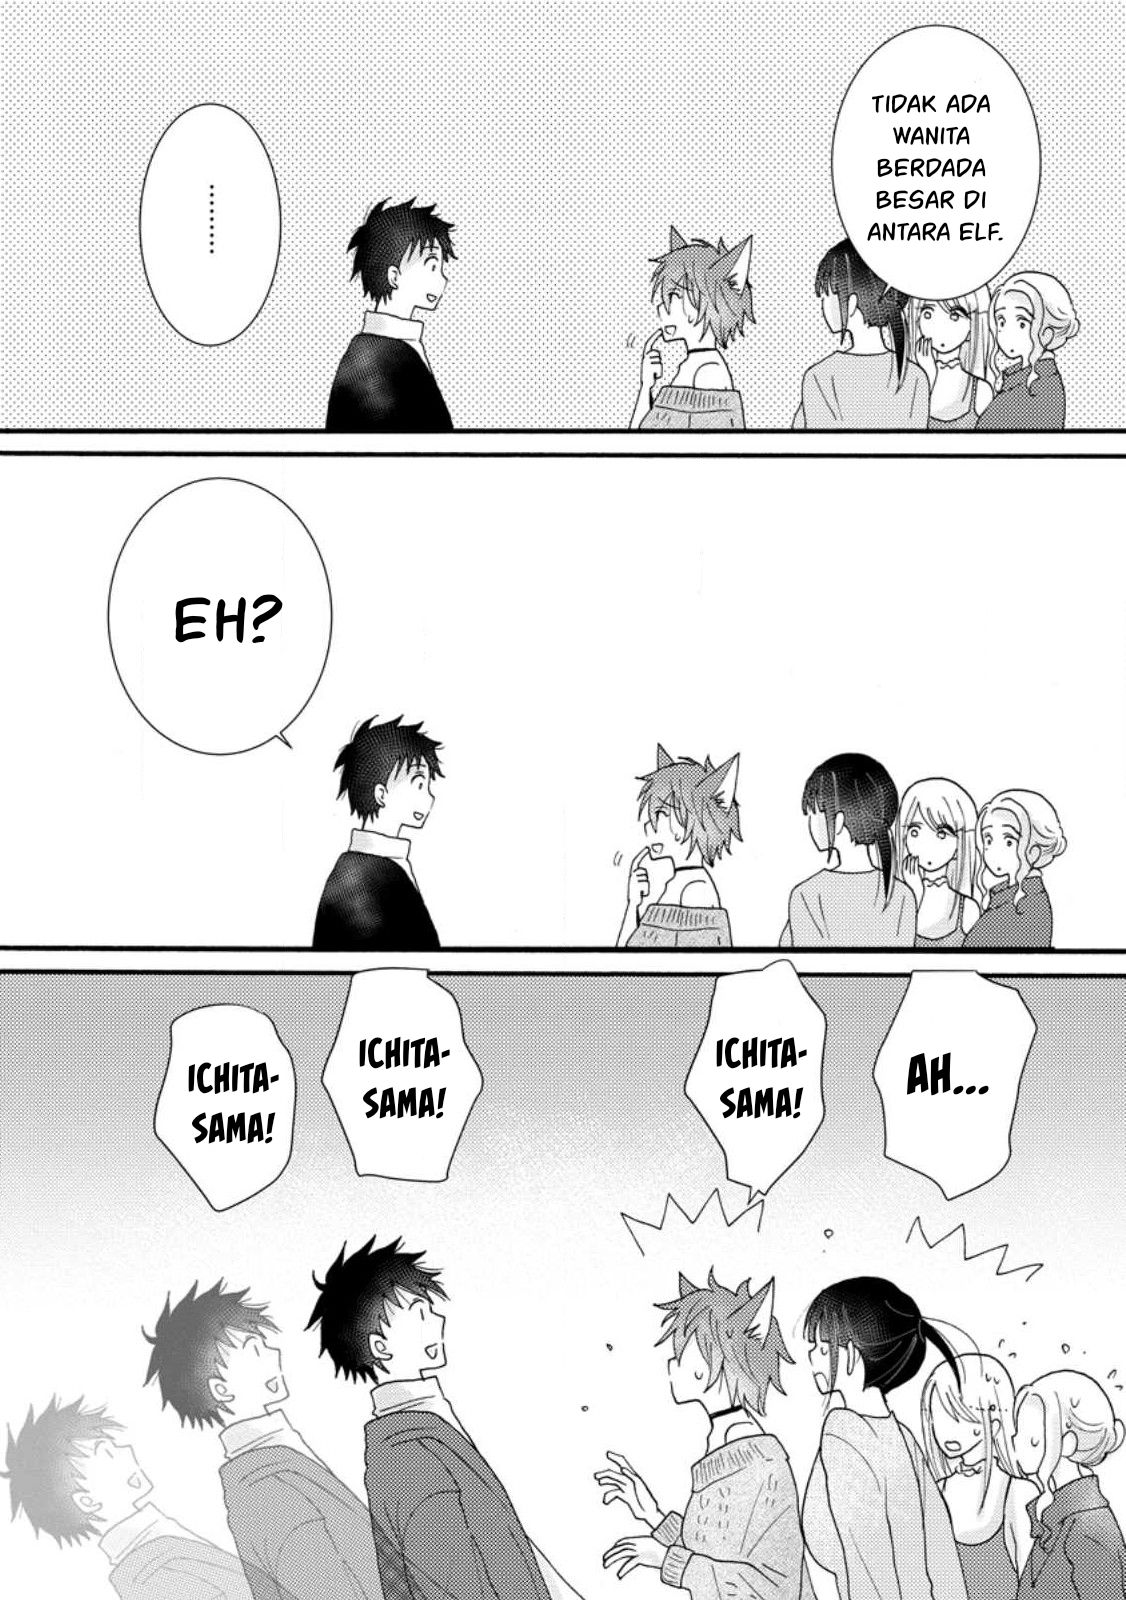 TIDAK ADA
WANITA
BERDADA
BESAR DI
ANTARA ELF.
.........
EH?
AH...
ICHITA-
SAMA!
ICHITA-
SAMA!
ICHITA-
SAMA!